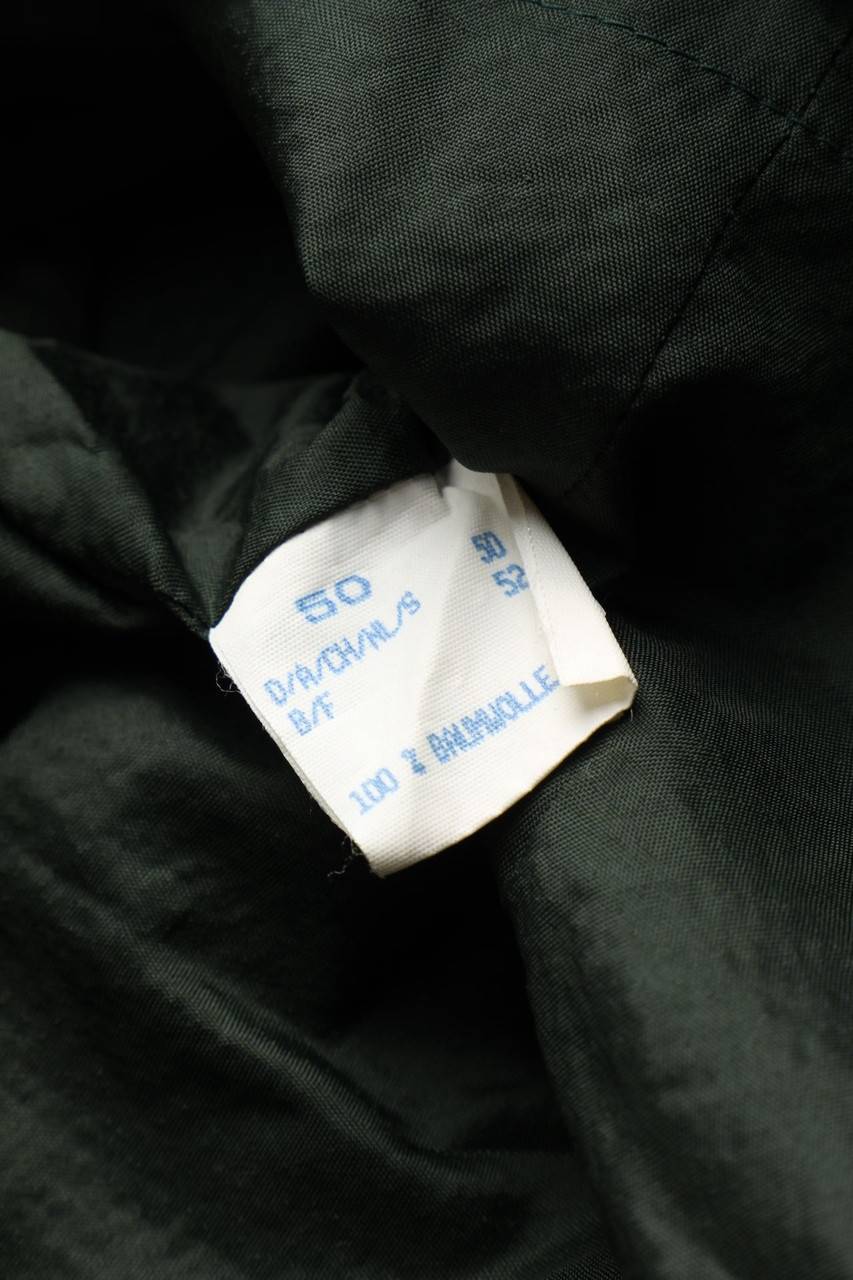 50
D/A/CH/NL/S 50
B/F 52
100 % BAUMWOLLE